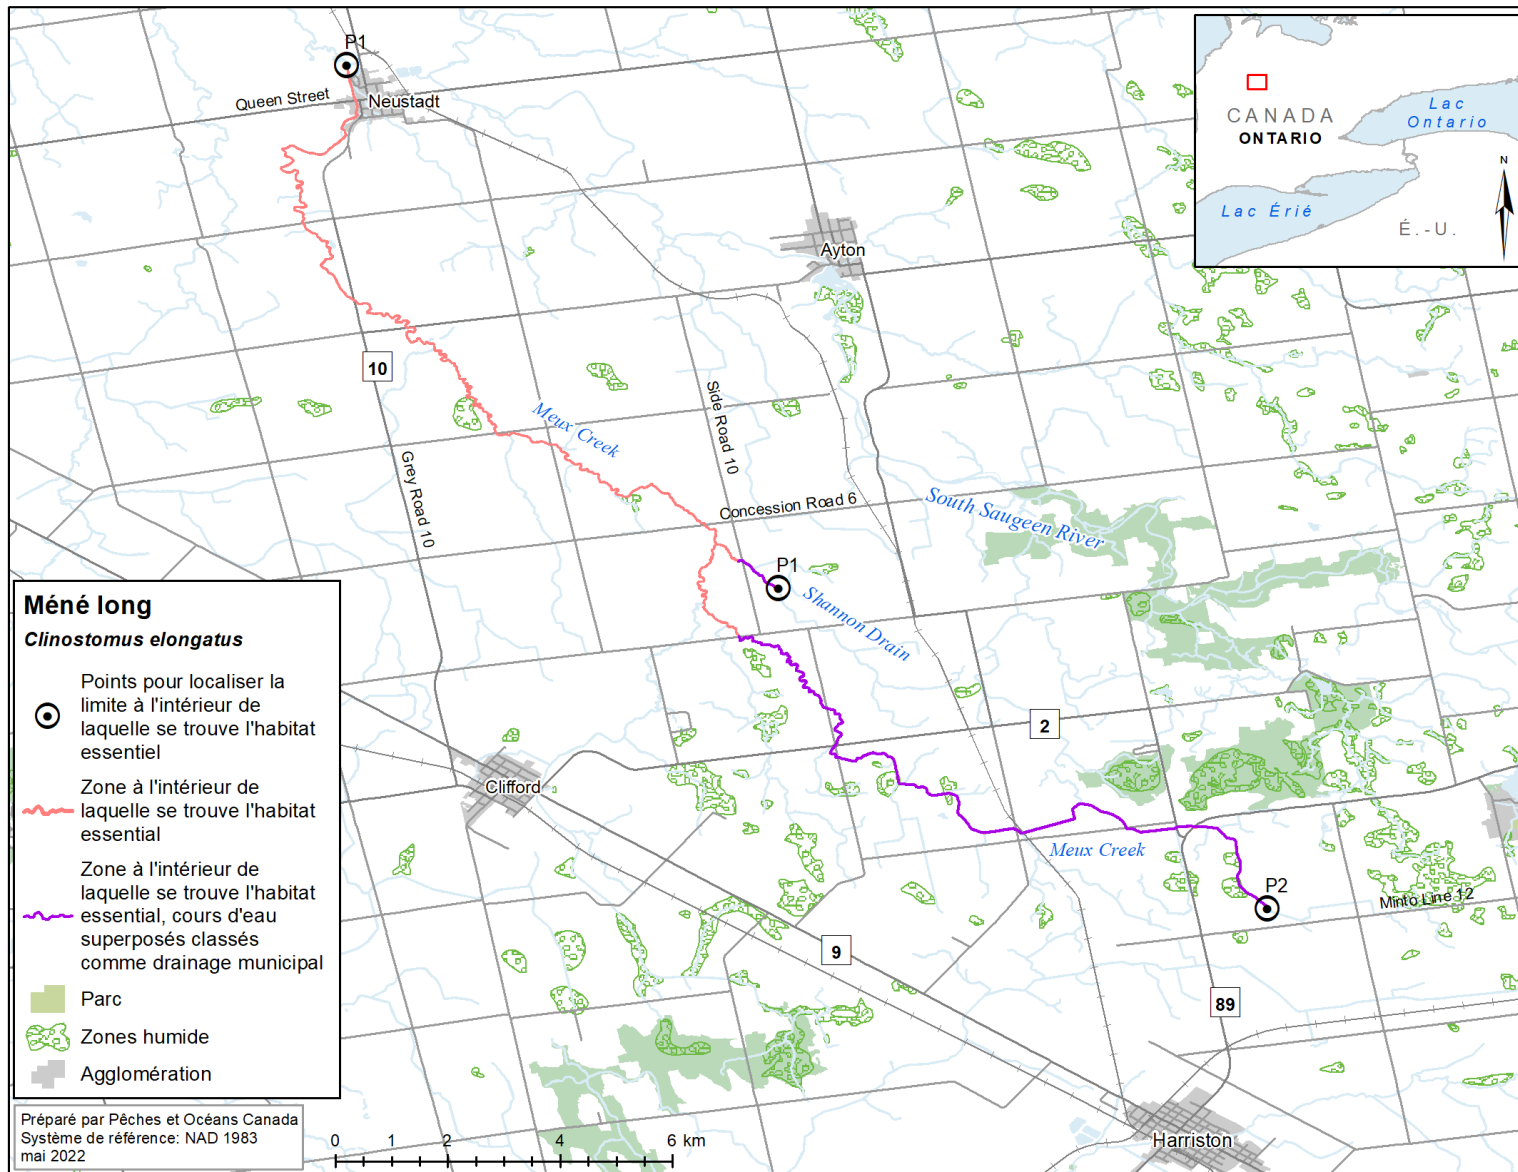 P1
Queen Street
Neustadt
CANADA
ONTARIO
Lac
Ontario
Lac Érié
É.-U.
N
Ayton
10
Side Road 10
Meux Creek
Grey Road 10
Concession Road 6
South Saugeen River
P1
Shannon Drain
2
Clifford
Meux Creek
P2
Minto Line 12
9
89
Harriston
Méné long
Clinostomus elongatus
Points pour localiser la
limite à l'intérieur de
laquelle se trouve l'habitat
essentiel
Zone à l'intérieur de
laquelle se trouve l'habitat
essential
Zone à l'intérieur de
laquelle se trouve l'habitat
essential, cours d'eau
superposés classés
comme drainage municipal
Parc
Zones humide
Agglomération
Préparé par Pêches et Océans Canada
Système de référence: NAD 1983
mai 2022
0 1 2 4 6 km